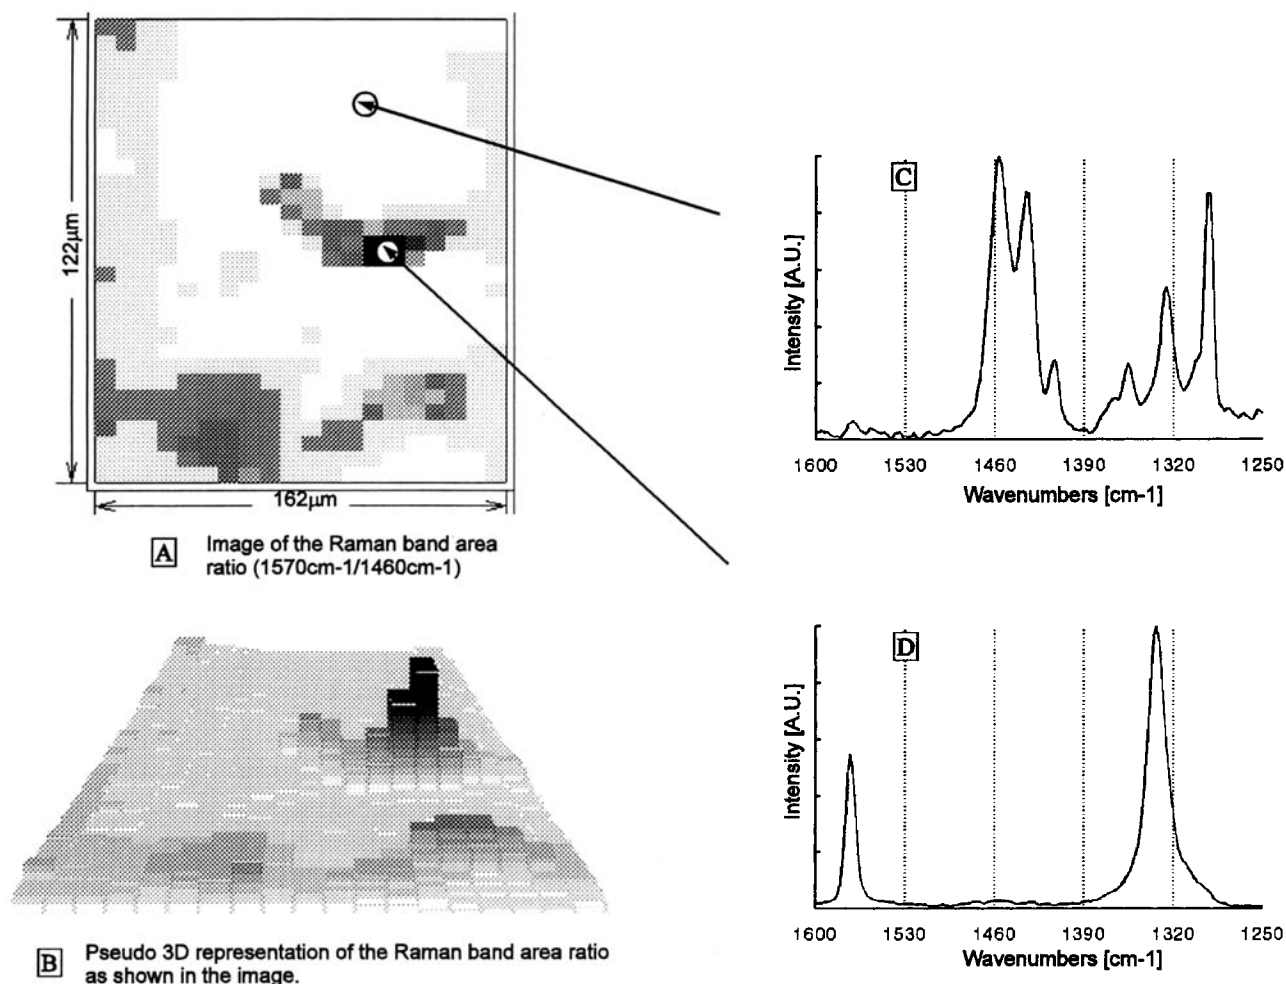 122µm
162µm
A Image of the Raman band area
ratio (1570cm-1/1460cm-1)
B Pseudo 3D representation of the Raman band area ratio
as shown in the image.
C
Intensity [A.U.]
1600 1530 1460 1390 1320 1250
Wavenumbers [cm-1]
D
Intensity [A.U.]
1600 1530 1460 1390 1320 1250
Wavenumbers [cm-1]